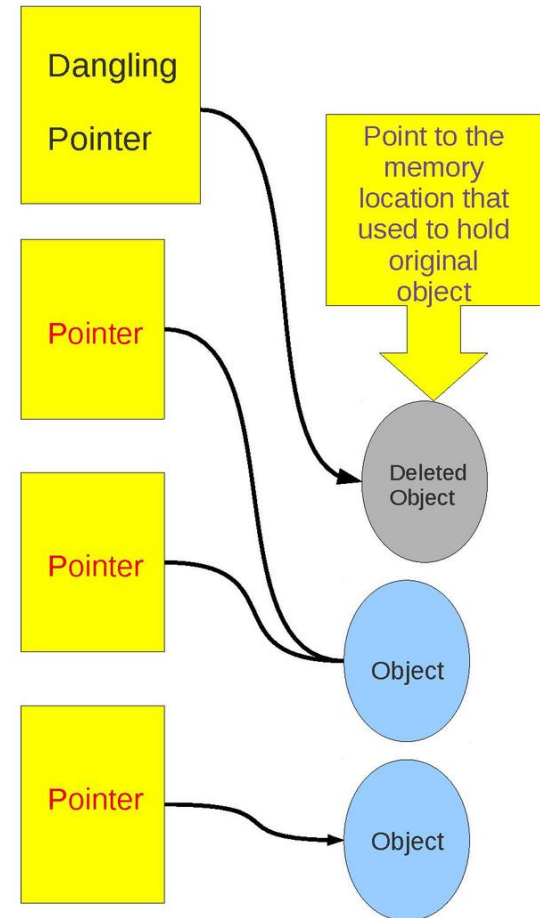 Dangling
Pointer
Point to the
memory
location that
used to hold
original
object
Pointer
Deleted
Object
Pointer
Object
Pointer
Object